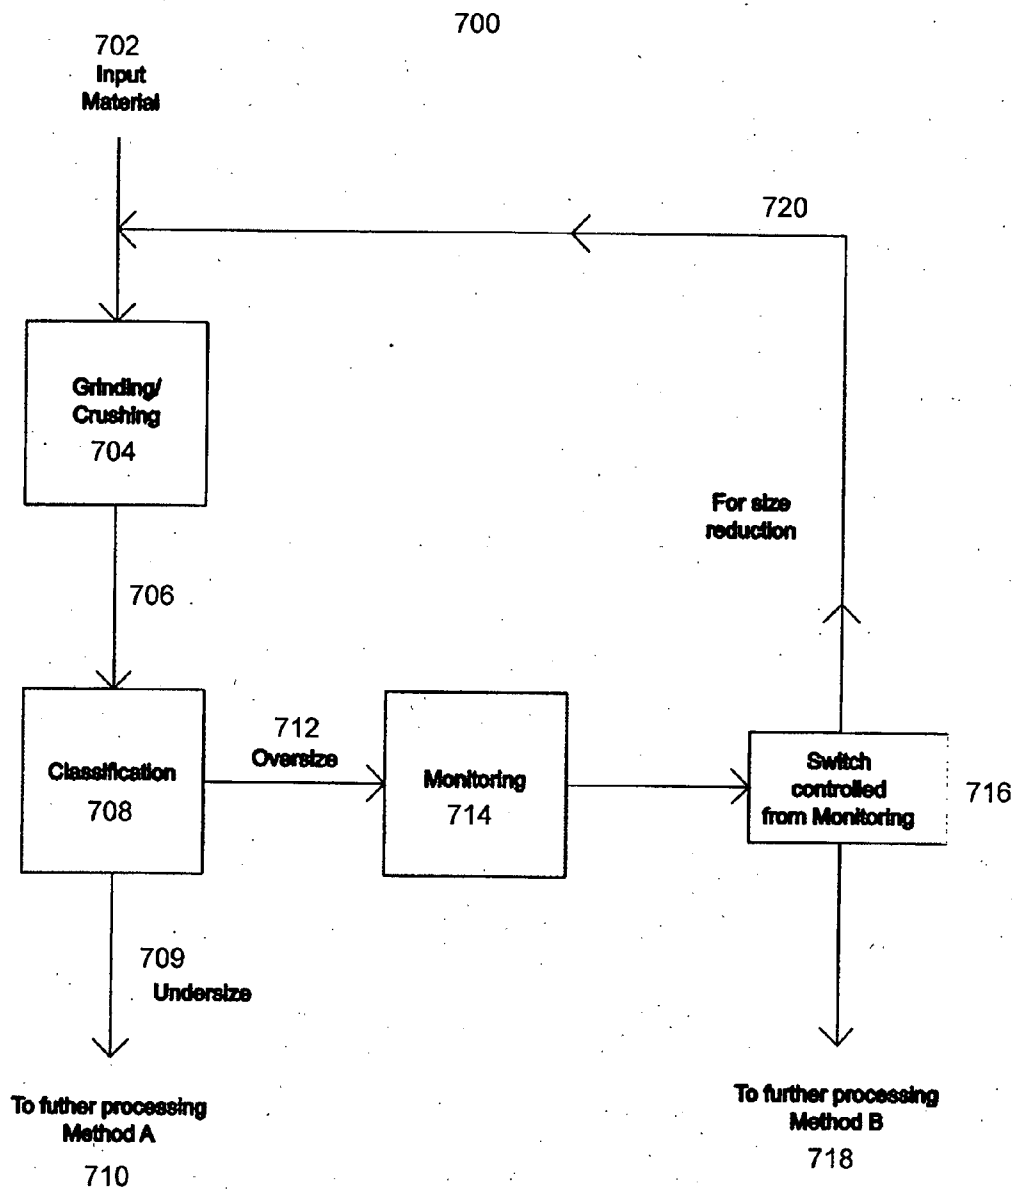 700
702
Input
Material
720
Grinding/
Crushing
704
For size
reduction
706
712
Oversize
Classification
708
Monitoring
714
Switch
controlled
from Monitoring
716
709
Undersize
To futher processing
Method A
710
To further processing
Method B
718